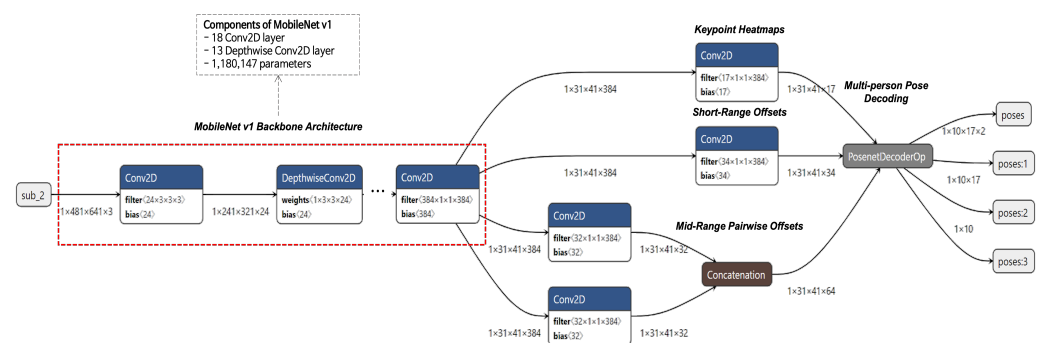 Components of MobileNet v1
- 18 Conv2D layer
- 13 Depthwise Conv2D layer
- 1,180,147 parameters
MobileNet v1 Backbone Architecture
sub_2
1×481×641×3
Conv2D
filter⟨24×3×3×3⟩
bias⟨24⟩
1×241×321×24
DepthwiseConv2D
weights⟨1×3×3×24⟩
bias⟨24⟩
...
Conv2D
filter⟨384×1×1×384⟩
bias⟨384⟩
1×31×41×384
Keypoint Heatmaps
Conv2D
filter⟨17×1×1×384⟩
bias⟨17⟩
1×31×41×17
1×31×41×384
Short-Range Offsets
Conv2D
filter⟨34×1×1×384⟩
bias⟨34⟩
1×31×41×34
1×31×41×384
Conv2D
filter⟨32×1×1×384⟩
bias⟨32⟩
1×31×41×32
1×31×41×384
Conv2D
filter⟨32×1×1×384⟩
bias⟨32⟩
1×31×41×32
Mid-Range Pairwise Offsets
Concatenation
1×31×41×64
Multi-person Pose
Decoding
PosenetDecoderOp
1×10×17×2
poses
1×10×17
poses:1
1×10
poses:2
poses:3